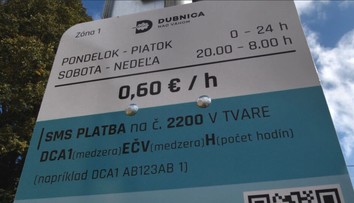 Zóna 1
DUBNICA
NAD VÁHOM
PONDELOK - PIATOK 0 - 24 h
SOBOTA - NEDEĽA 20.00 - 8.00 h
0,60 € / h
SMS PLATBA na č. 2200 V TVARE
DCA1(medzera)EČV(medzera)H(počet hodín)
(napríklad DCA1 AB123AB 1)